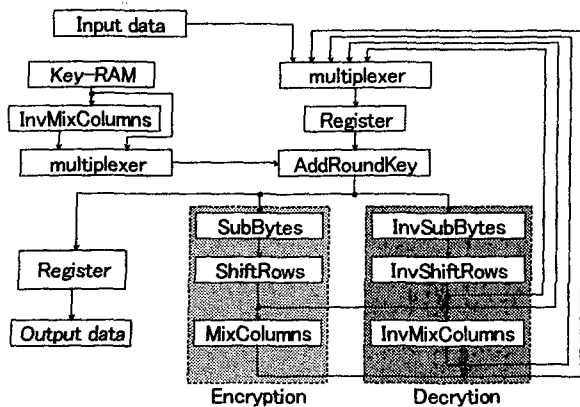 Input data
Key-RAM
multiplexer
InvMixColumns
Register
multiplexer
AddRoundKey
SubBytes
InvSubBytes
Register
ShiftRows
InvShiftRows
Output data
MixColumns
InvMixColumns
Encryption
Decrytion